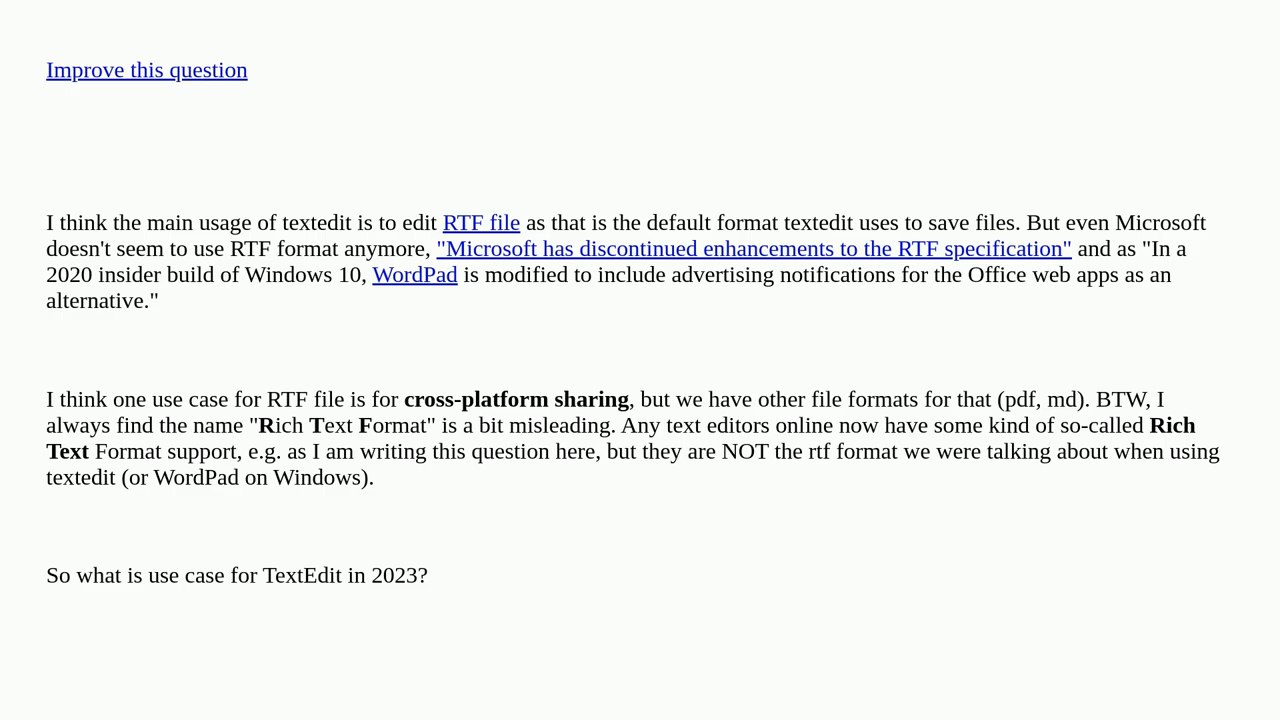 Improve this question
I think the main usage of textedit is to edit RTF file as that is the default format textedit uses to save files. But even Microsoft
doesn't seem to use RTF format anymore, "Microsoft has discontinued enhancements to the RTF specification" and as "In a
2020 insider build of Windows 10, WordPad is modified to include advertising notifications for the Office web apps as an
alternative."
I think one use case for RTF file is for cross-platform sharing, but we have other file formats for that (pdf, md). BTW, I
always find the name "Rich Text Format" is a bit misleading. Any text editors online now have some kind of so-called Rich
Text Format support, e.g. as I am writing this question here, but they are NOT the rtf format we were talking about when using
textedit (or WordPad on Windows).
So what is use case for TextEdit in 2023?